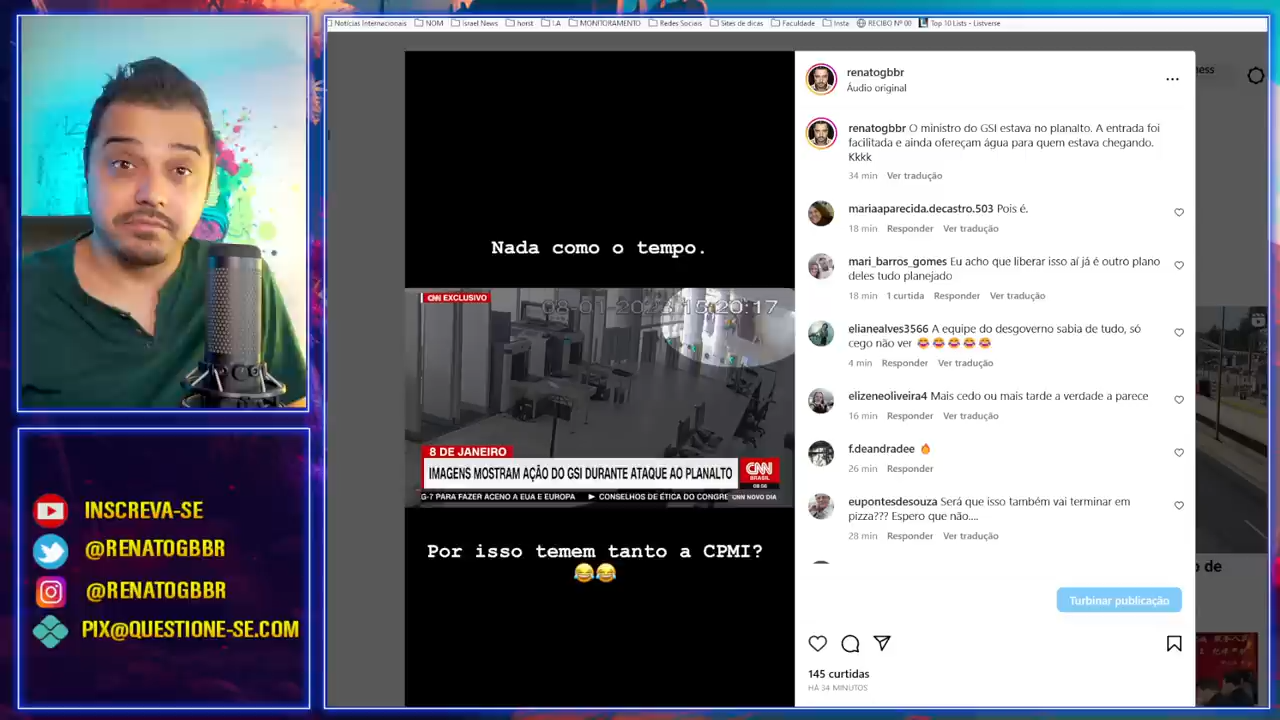 Notícias Internacionais
NOM
Israel News
horst
I.A
MONITORAMENTO
Redes Sociais
Sites de dicas
Faculdade
Insta
RECIBO Nº 00
Top 10 Lists - Listverse
Nada como o tempo.
CNN EXCLUSIVO
15:20:17
8 DE JANEIRO
IMAGENS MOSTRAM AÇÃO DO GSI DURANTE ATAQUE AO PLANALTO
CNN
BRASIL
G-7 PARA FAZER ACENO A EUA E EUROPA ▶ CONSELHOS DE ÉTICA DO CONGRE
CNN NOVO DIA
Por isso temem tanto a CPMI?
😂😂
renatogbbr
Áudio original
renatogbbr O ministro do GSI estava no planalto. A entrada foi
facilitada e ainda ofereçam água para quem estava chegando.
Kkkk
34 min Ver tradução
mariaaparecida.decastro.503 Pois é.
18 min Responder Ver tradução
mari_barros_gomes Eu acho que liberar isso aí já é outro plano
deles tudo planejado
18 min 1 curtida Responder Ver tradução
elianealves3566 A equipe do desgoverno sabia de tudo, só
cego não ver 😂😂😂😂😂
4 min Responder Ver tradução
elizeneoliveira4 Mais cedo ou mais tarde a verdade a parece
16 min Responder Ver tradução
f.deandradee 🔥
26 min Responder
eupontesdesouza Será que isso também vai terminar em
pizza??? Espero que não....
28 min Responder Ver tradução
Turbinar publicação
145 curtidas
HÁ 34 MINUTOS
o de
INSCREVA-SE
@RENATOGBBR
@RENATOGBBR
PIX@QUESTIONE-SE.COM